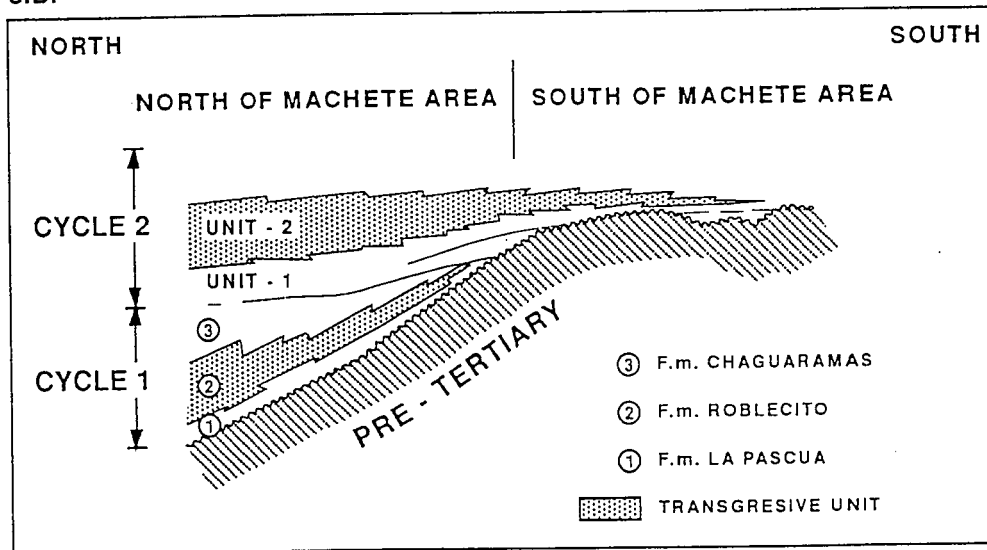 NORTH
SOUTH
NORTH OF MACHETE AREA
SOUTH OF MACHETE AREA
CYCLE 2
UNIT - 2
UNIT - 1
CYCLE 1
3
2
1
PRE - TERTIARY
3 F.m. CHAGUARAMAS
2 F.m. ROBLECITO
1 F.m. LA PASCUA
TRANSGRESIVE UNIT